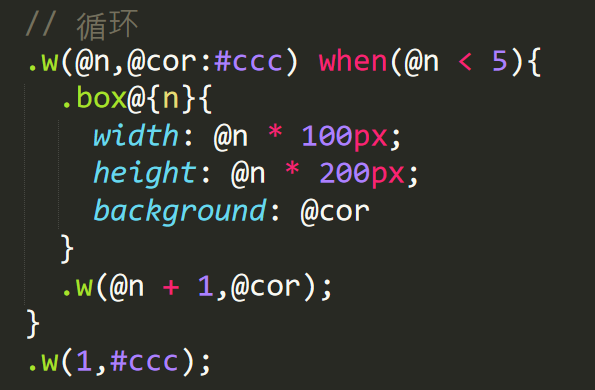 // 循环
.w(@n,@cor:#ccc) when(@n < 5){
.box@{n}{
width: @n * 100px;
height: @n * 200px;
background: @cor
}
.w(@n + 1,@cor);
}
.w(1,#ccc);